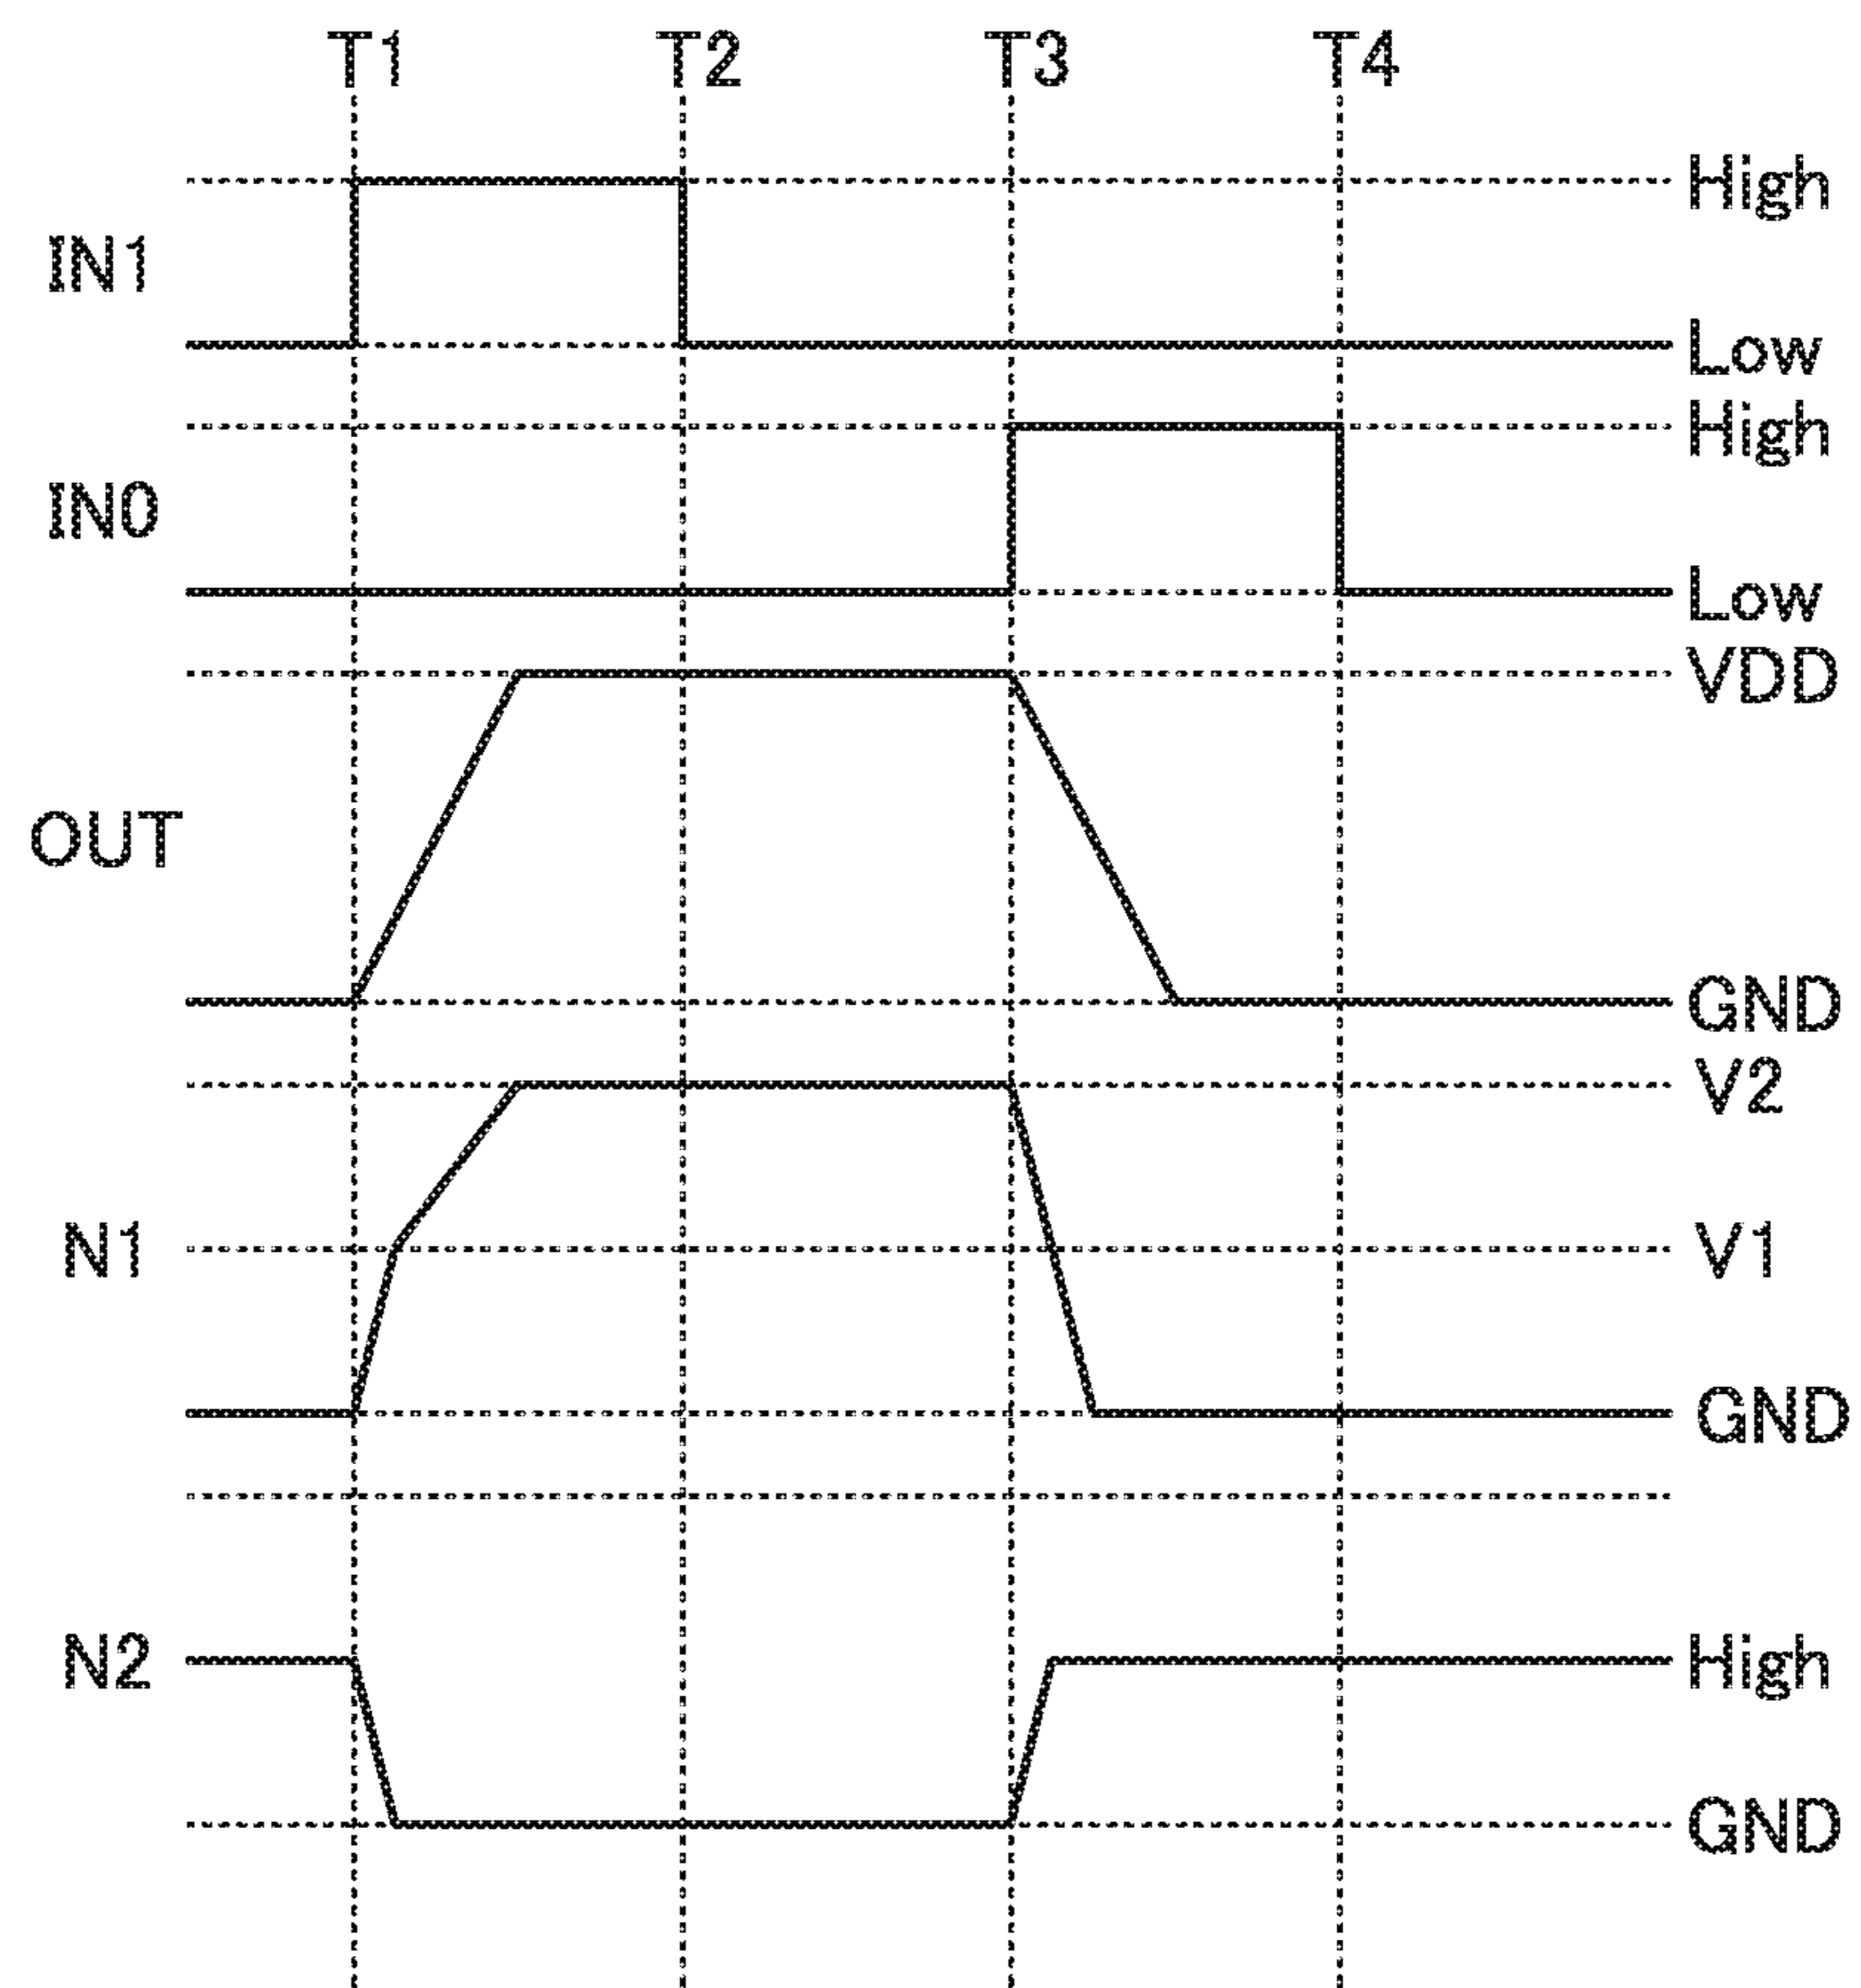 T1 T2 T3 T4
High
IN1
Low
High
IN0
Low
VDD
OUT
GND
V2
N1 V1
GND
N2 High
GND